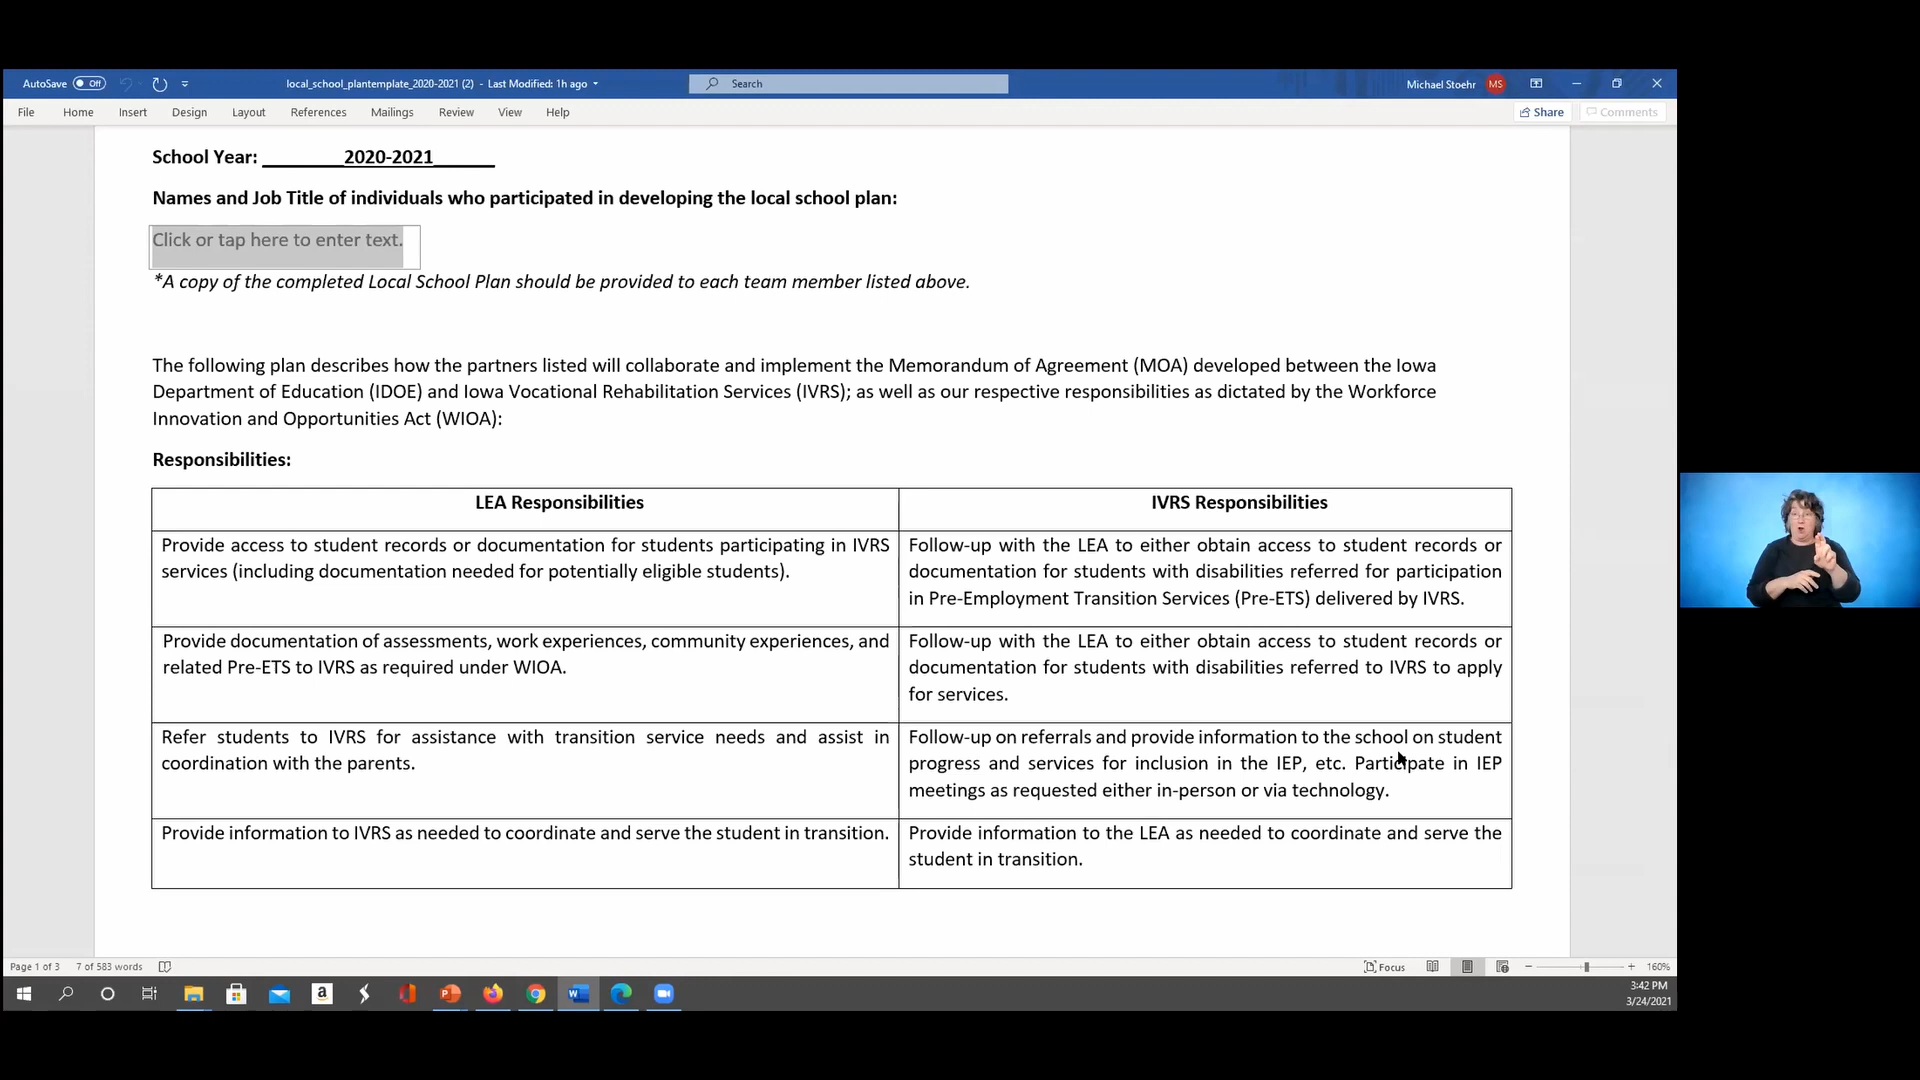 AutoSave Off local_school_plantemplate_2020-2021 (2) - Last Modified: 1h ago Search Michael Stoehr MS
File Home Insert Design Layout References Mailings Review View Help Share Comments
School Year: ________2020-2021______
Names and Job Title of individuals who participated in developing the local school plan:
Click or tap here to enter text.
*A copy of the completed Local School Plan should be provided to each team member listed above.
The following plan describes how the partners listed will collaborate and implement the Memorandum of Agreement (MOA) developed between the Iowa
Department of Education (IDOE) and Iowa Vocational Rehabilitation Services (IVRS); as well as our respective responsibilities as dictated by the Workforce
Innovation and Opportunities Act (WIOA):
Responsibilities:
LEA Responsibilities
IVRS Responsibilities
Provide access to student records or documentation for students participating in IVRS
services (including documentation needed for potentially eligible students).
Follow-up with the LEA to either obtain access to student records or
documentation for students with disabilities referred for participation
in Pre-Employment Transition Services (Pre-ETS) delivered by IVRS.
Provide documentation of assessments, work experiences, community experiences, and
related Pre-ETS to IVRS as required under WIOA.
Follow-up with the LEA to either obtain access to student records or
documentation for students with disabilities referred to IVRS to apply
for services.
Refer students to IVRS for assistance with transition service needs and assist in
coordination with the parents.
Follow-up on referrals and provide information to the school on student
progress and services for inclusion in the IEP, etc. Participate in IEP
meetings as requested either in-person or via technology.
Provide information to IVRS as needed to coordinate and serve the student in transition.
Provide information to the LEA as needed to coordinate and serve the
student in transition.
Page 1 of 3 7 of 583 words Focus 160%
3:42 PM
3/24/2021